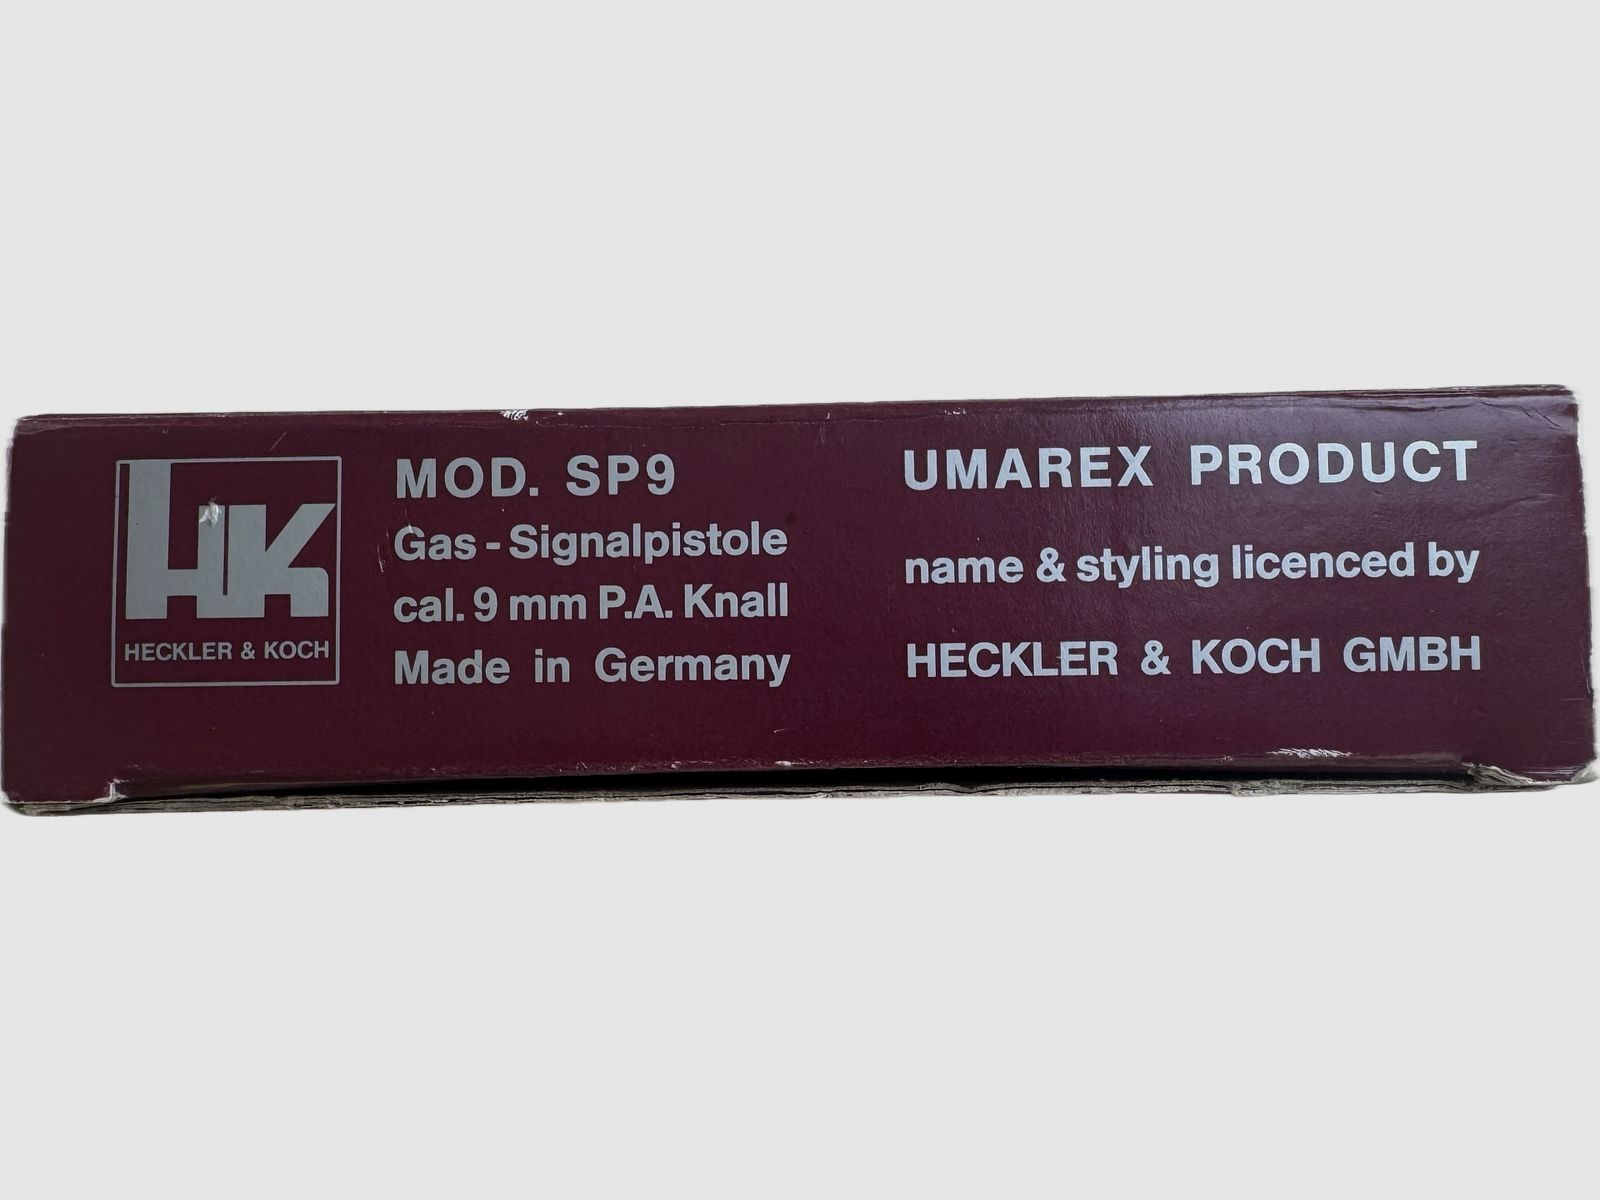 HK
HECKLER & KOCH
MOD. SP9
Gas - Signalpistole
cal. 9 mm P.A. Knall
Made in Germany
UMAREX PRODUCT
name & styling licenced by
HECKLER & KOCH GMBH